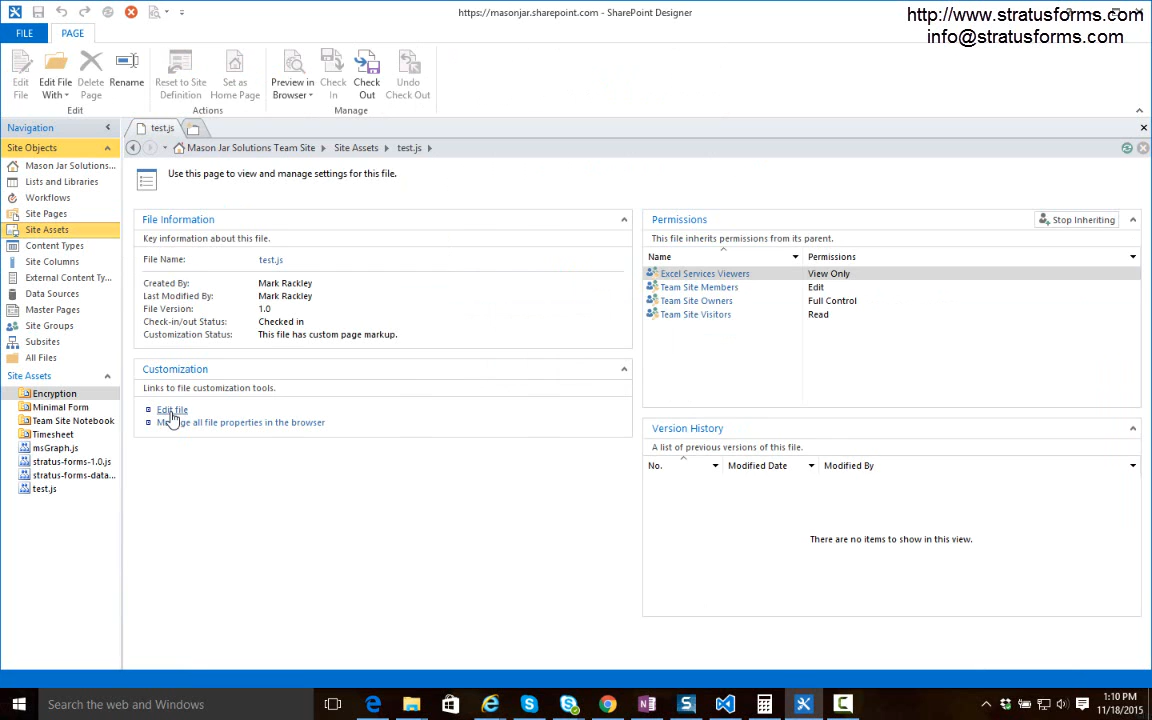 https://masonjar.sharepoint.com - SharePoint Designer
http://www.stratusforms.com
info@stratusforms.com
FILE
PAGE
Edit File
Edit File With
Delete Page
Rename
Reset to Site Definition
Set as Home Page
Preview in Browser
Check In
Check Out
Undo Check Out
Edit
Actions
Manage
Navigation
Site Objects
Mason Jar Solutions...
Lists and Libraries
Workflows
Site Pages
Site Assets
Content Types
Site Columns
External Content Ty...
Data Sources
Master Pages
Site Groups
Subsites
All Files
Site Assets
Encryption
Minimal Form
Team Site Notebook
Timesheet
msGraph.js
stratus-forms-1.0.js
stratus-forms-data...
test.js
test.js
Mason Jar Solutions Team Site
Site Assets
test.js
Use this page to view and manage settings for this file.
File Information
Key information about this file.
File Name: test.js
Created By: Mark Rackley
Last Modified By: Mark Rackley
File Version: 1.0
Check-in/out Status: Checked in
Customization Status: This file has custom page markup.
Customization
Links to file customization tools.
Edit file
all file properties in the browser
Permissions
Stop Inheriting
This file inherits permissions from its parent.
Name Permissions
Excel Services Viewers View Only
Team Site Members Edit
Team Site Owners Full Control
Team Site Visitors Read
Version History
A list of previous versions of this file.
No. Modified Date Modified By
There are no items to show in this view.
Search the web and Windows
1:10 PM
11/18/2015